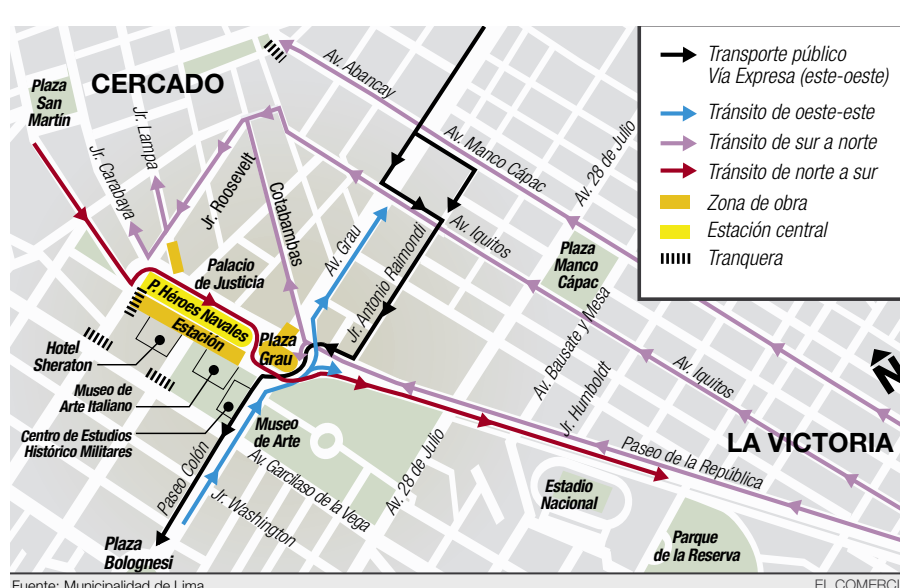 Plaza
San
Martín
CERCADO
Av. Abancay
Jr. Lampa
Jr. Carabaya
Jr. Roosevelt
Cotabambas
Av. Manco Cápac
Av. 28 de Julio
Transporte público
Vía Expresa (este-oeste)
Tránsito de oeste-este
Tránsito de sur a norte
Tránsito de norte a sur
Zona de obra
Estación central
Tranquera
Av. Grau
Av. Iquitos
Jr. Antonio Raimondi
Plaza
Manco
Cápac
Palacio
de Justicia
P. Héroes Navales
Estación
Plaza
Grau
Av. Bausate y Mesa
Jr. Humboldt
Av. Iquitos
N
Hotel
Sheraton
Museo de
Arte Italiano
Centro de Estudios
Histórico Militares
Museo
de Arte
Paseo Colón
Av. Garcilaso de la Vega
Jr. Washington
Av. 28 de Julio
Paseo de la República
LA VICTORIA
Estadio
Nacional
Parque
de la Reserva
Plaza
Bolognesi
Fuente: Municipalidad de Lima
EL COMERCI